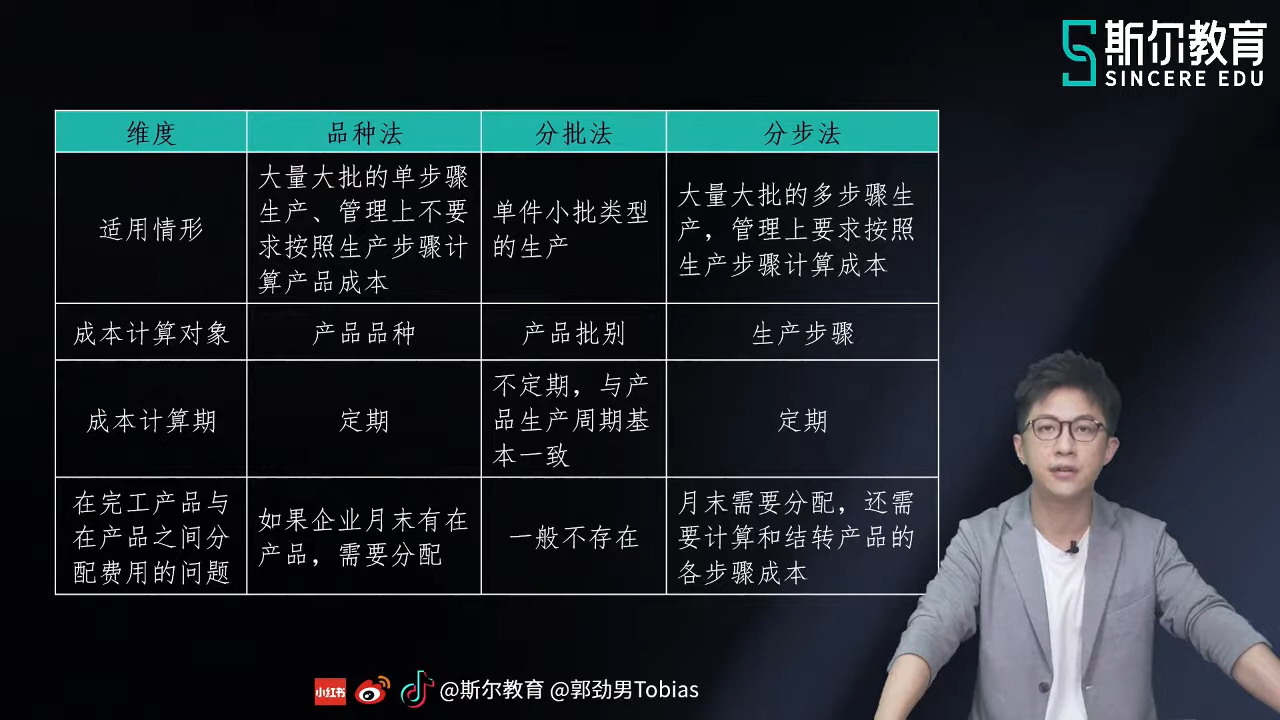 斯尔教育
SINCERE EDU
维度
品种法
分批法
分步法
适用情形
大量大批的单步骤
生产、管理上不要
求按照生产步骤计
算产品成本
单件小批类型
的生产
大量大批的多步骤生
产，管理上要求按照
生产步骤计算成本
成本计算对象
产品品种
产品批别
生产步骤
成本计算期
定期
不定期，与产
品生产周期基
本一致
定期
在完工产品与
在产品之间分
配费用的问题
如果企业月末有在
产品，需要分配
一般不存在
月末需要分配，还需
要计算和结转产品的
各步骤成本
小红书
@斯尔教育 @郭劲男Tobias